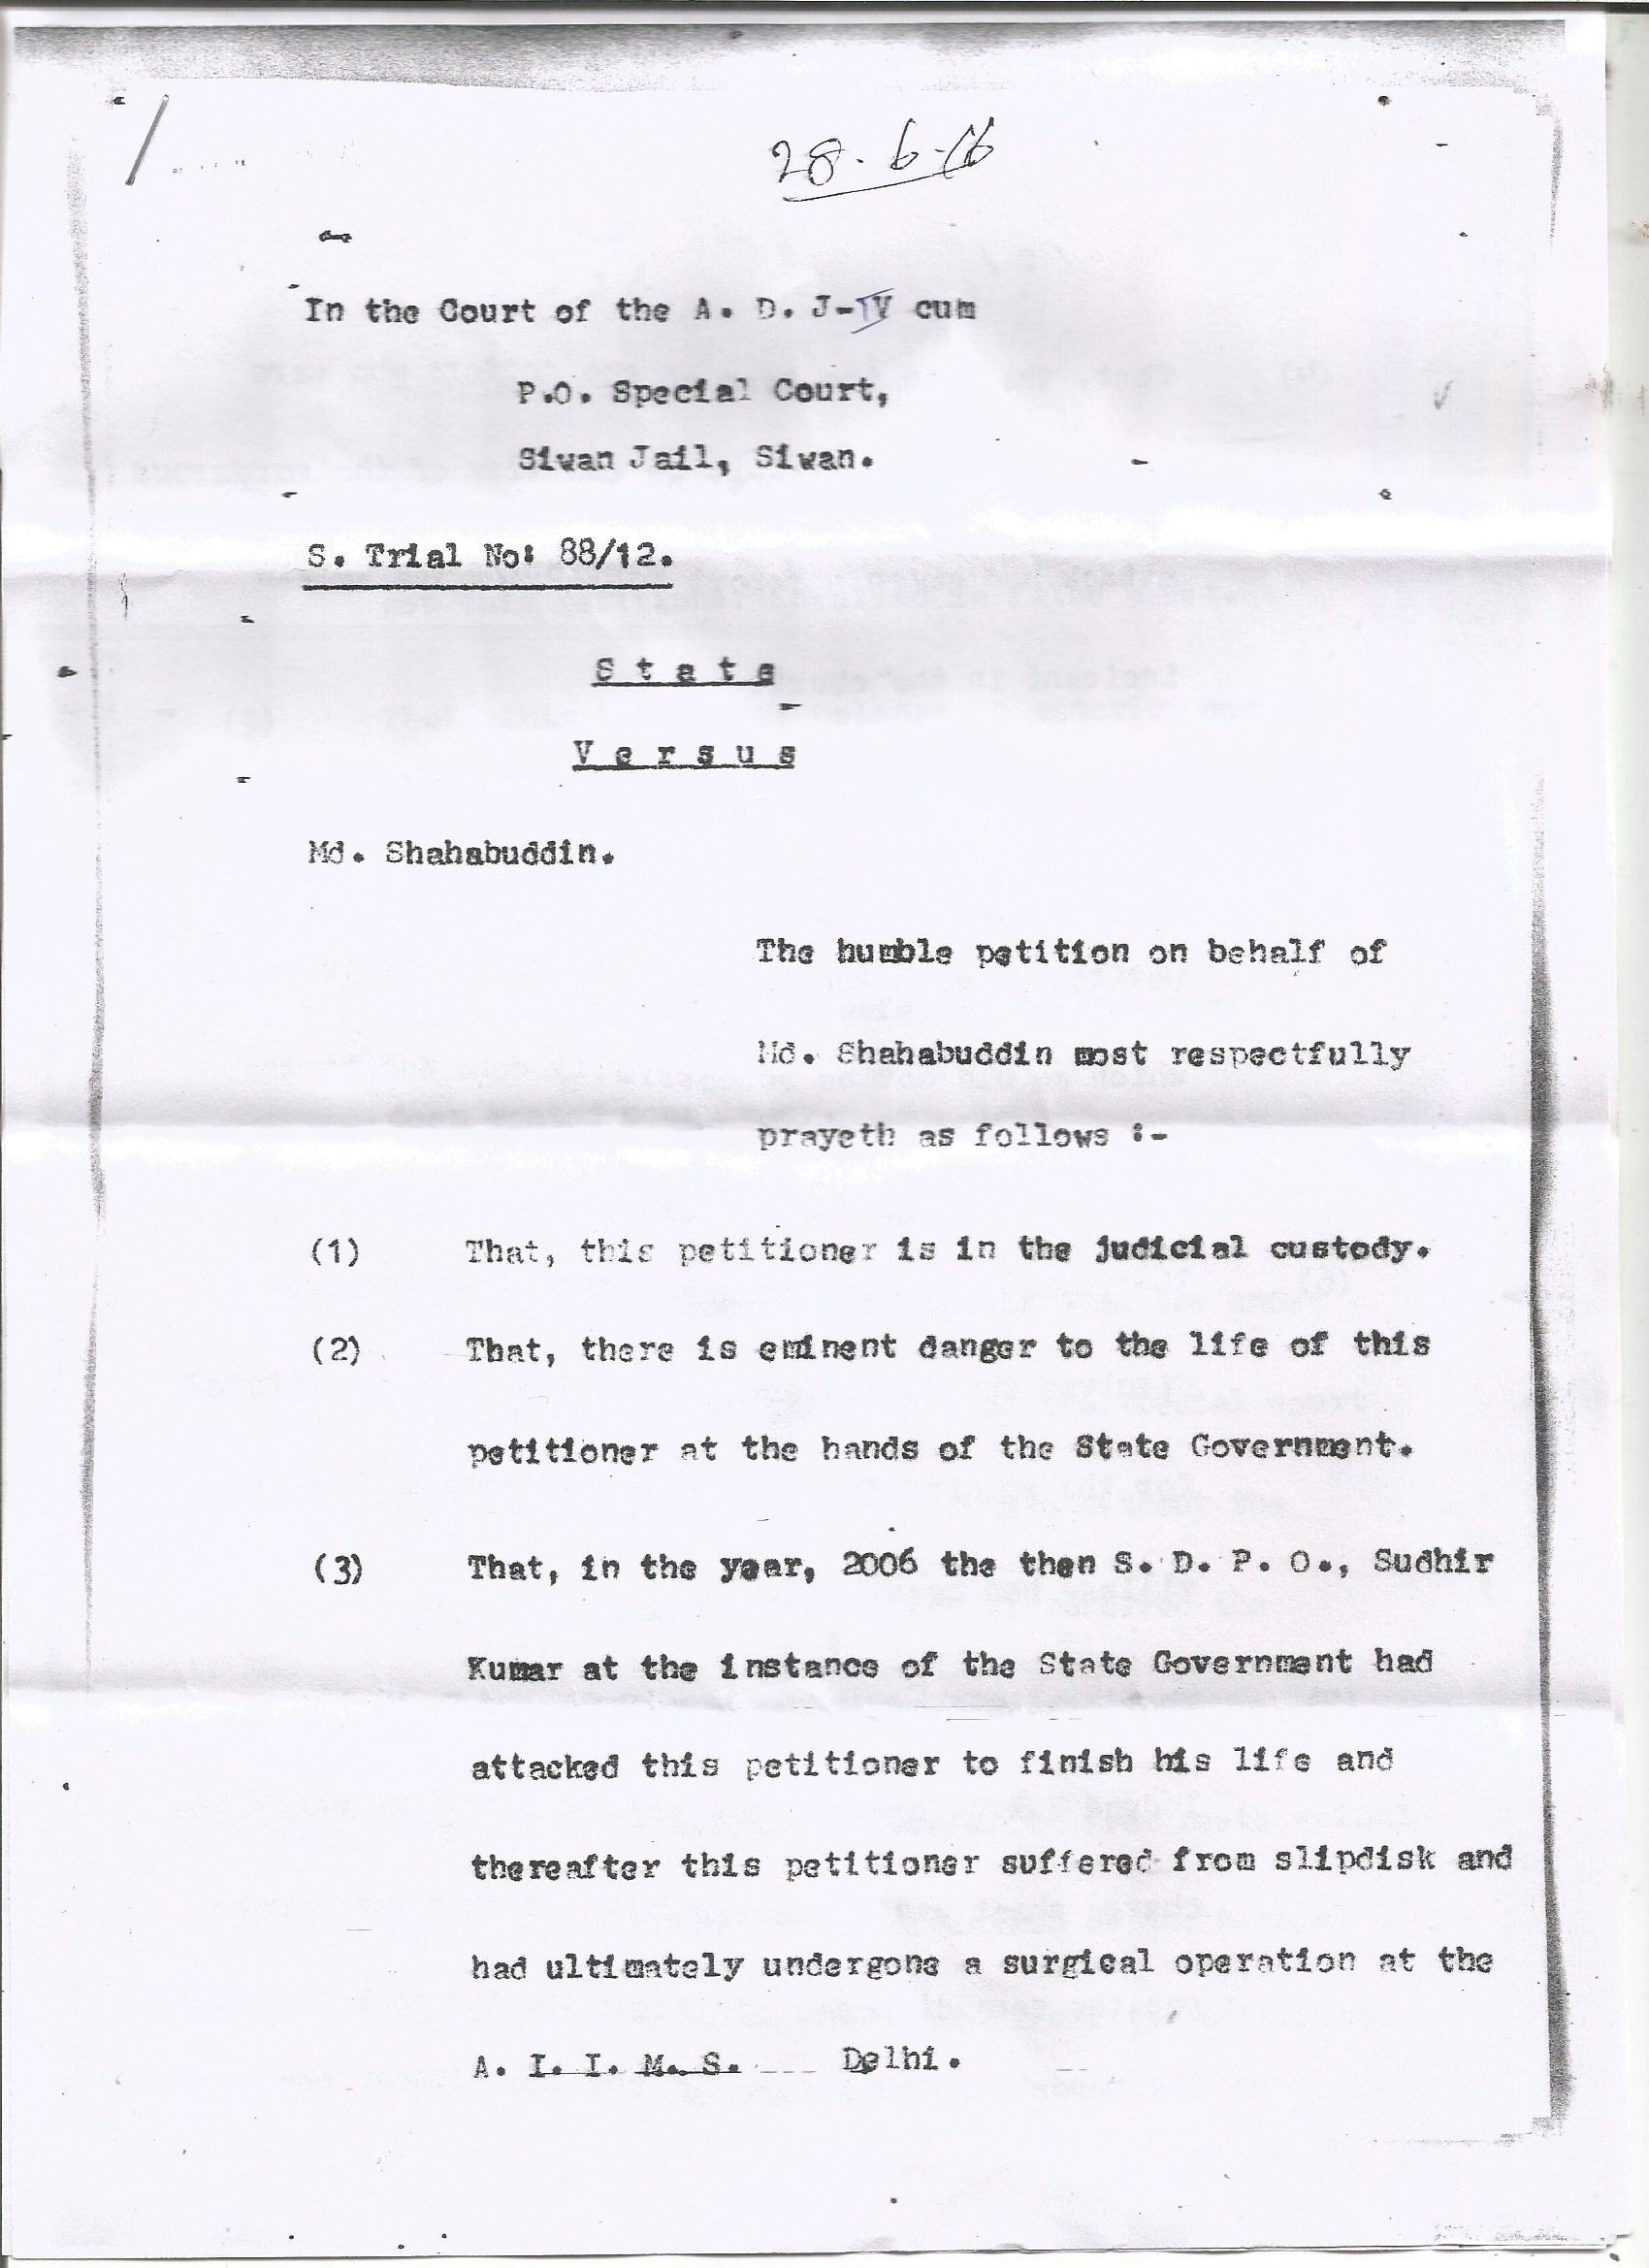 28.6.16
In the Court of the A. D. J-IV cum
P.O. Special Court,
Siwan Jail, Siwan.
S. Trial No: 88/12.
S t a t e
V e r s u s
Md. Shahabuddin.
The humble petition on behalf of
Md. Shahabuddin most respectfully
prayeth as follows :-
(1) That, this petitioner is in the judicial custody.
(2) That, there is eminent danger to the life of this
petitioner at the hands of the State Government.
(3) That, in the year, 2006 the then S. D. P. O., Sudhir
Kumar at the instance of the State Government had
attacked this petitioner to finish his life and
thereafter this petitioner suffered from slipdisk and
had ultimately undergone a surgical operation at the
A. I. I. M. S. Delhi.